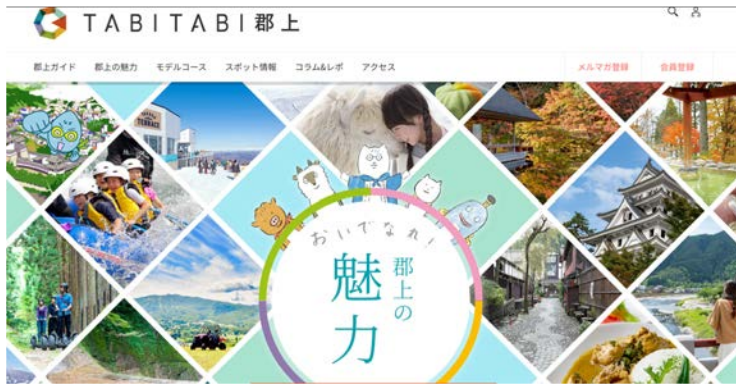 TABITABI郡上
郡上ガイド 郡上の魅力 モデルコース スポット情報 コラム&レポ アクセス メルマガ登録 会員登録
TERRACE
おいでなれ!
郡上の
魅力